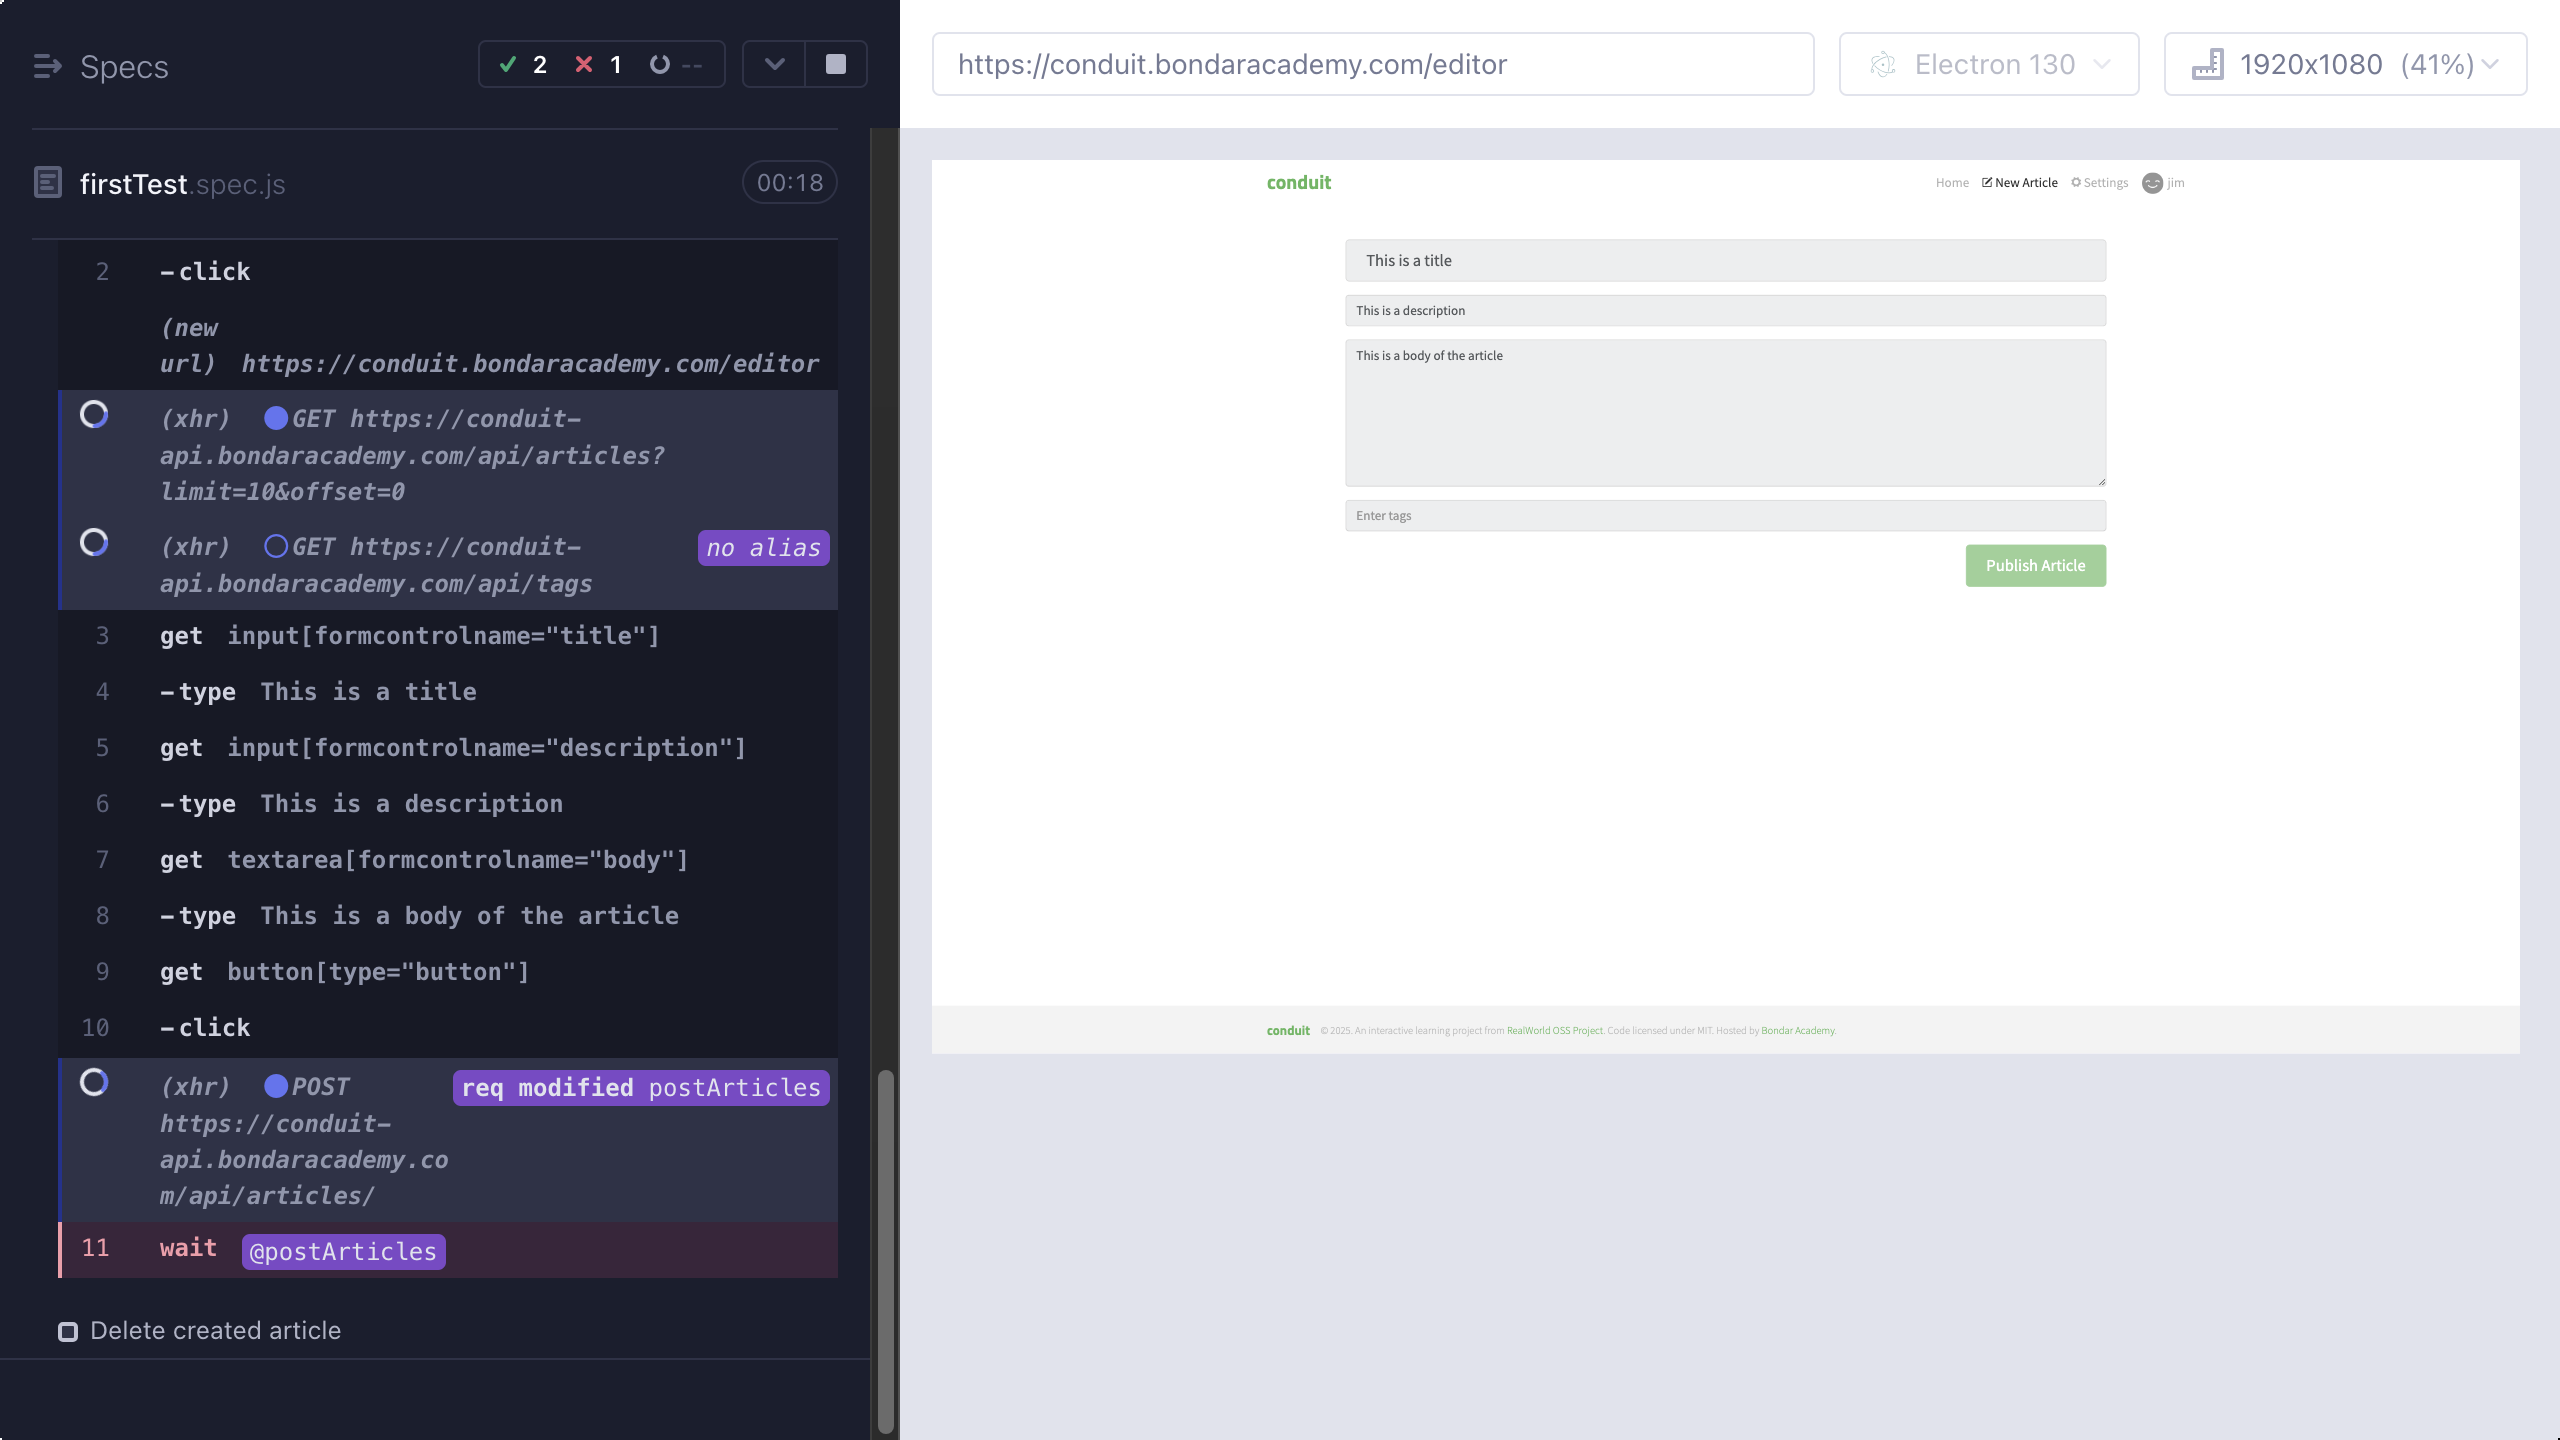 Specs
2
1
--
firstTest.spec.js
00:18
2 -click
(new
url) https://conduit.bondaracademy.com/editor
(xhr) GET https://conduit-
api.bondaracademy.com/api/articles?
limit=10&offset=0
(xhr) GET https://conduit- no alias
api.bondaracademy.com/api/tags
3 get input[formcontrolname="title"]
4 -type This is a title
5 get input[formcontrolname="description"]
6 -type This is a description
7 get textarea[formcontrolname="body"]
8 -type This is a body of the article
9 get button[type="button"]
10 -click
(xhr) POST req modified postArticles
https://conduit-
api.bondaracademy.co
m/api/articles/
11 wait @postArticles
Delete created article
https://conduit.bondaracademy.com/editor
Electron 130
1920x1080 (41%)
conduit
Home New Article Settings jim
This is a title
This is a description
This is a body of the article
Enter tags
Publish Article
conduit © 2025. An interactive learning project from RealWorld OSS Project. Code licensed under MIT. Hosted by Bondar Academy.